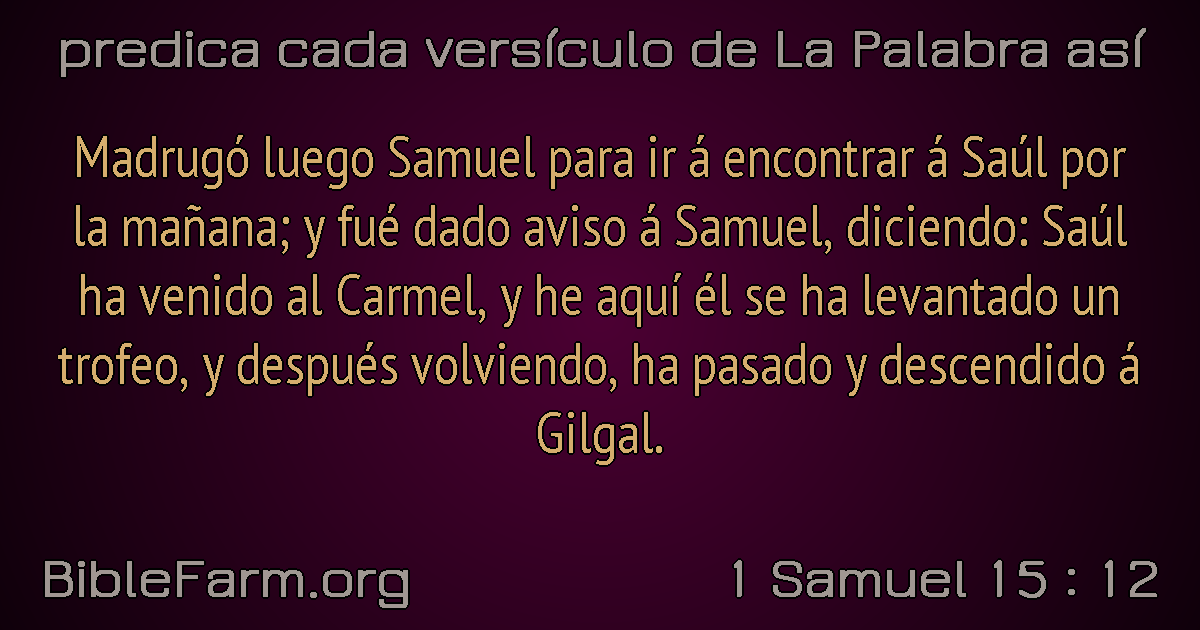 predica cada versículo de La Palabra así
Madrugó luego Samuel para ir á encontrar á Saúl por
la mañana; y fué dado aviso á Samuel, diciendo: Saúl
ha venido al Carmel, y he aquí él se ha levantado un
trofeo, y después volviendo, ha pasado y descendido á
Gilgal.
BibleFarm.org
1 Samuel 15 : 12